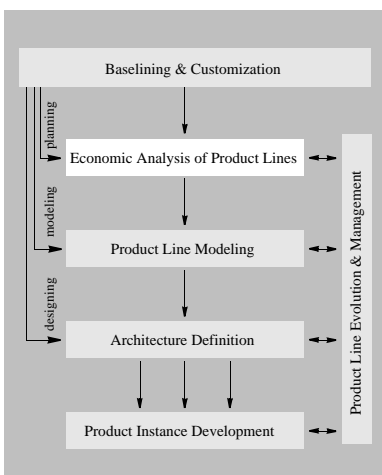 Baselining & Customization
planning
Economic Analysis of Product Lines
modeling
Product Line Modeling
designing
Architecture Definition
Product Instance Development
Product Line Evolution & Management